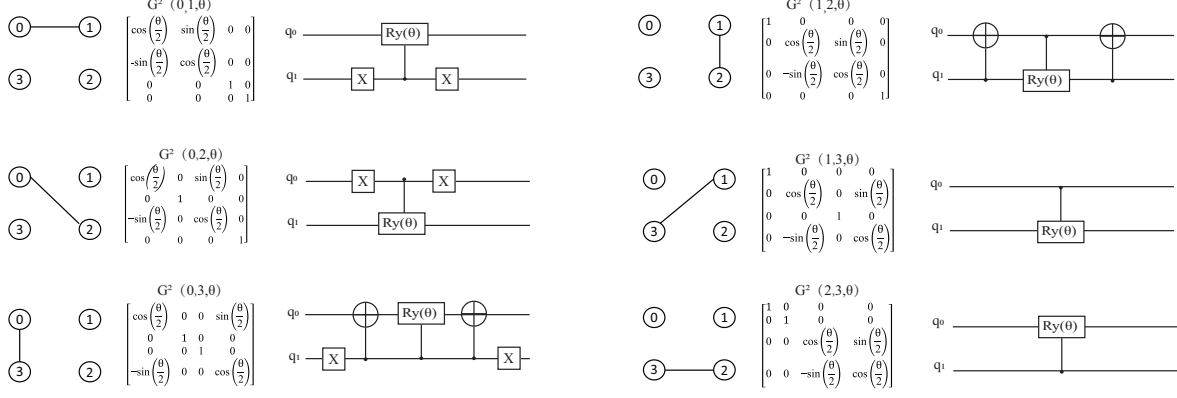 G² (0,1,θ)
0 1
3 2
cos(θ/2) sin(θ/2) 0 0
-sin(θ/2) cos(θ/2) 0 0
0 0 1 0
0 0 0 1
q₀ Ry(θ)
q₁ X X
G² (1,2,θ)
0 1
3 2
1 0 0 0
0 cos(θ/2) sin(θ/2) 0
0 −sin(θ/2) cos(θ/2) 0
0 0 0 1
q₀
q₁ Ry(θ)
G² (0,2,θ)
0 1
3 2
cos(θ/2) 0 sin(θ/2) 0
0 1 0 0
−sin(θ/2) 0 cos(θ/2) 0
0 0 0 1
q₀ X X
q₁ Ry(θ)
G² (1,3,θ)
0 1
3 2
1 0 0 0
0 cos(θ/2) 0 sin(θ/2)
0 0 1 0
0 −sin(θ/2) 0 cos(θ/2)
q₀
q₁ Ry(θ)
G² (0,3,θ)
0 1
3 2
cos(θ/2) 0 0 sin(θ/2)
0 1 0 0
0 0 1 0
−sin(θ/2) 0 0 cos(θ/2)
q₀ Ry(θ)
q₁ X X
G² (2,3,θ)
0 1
3 2
1 0 0 0
0 1 0 0
0 0 cos(θ/2) sin(θ/2)
0 0 −sin(θ/2) cos(θ/2)
q₀ Ry(θ)
q₁